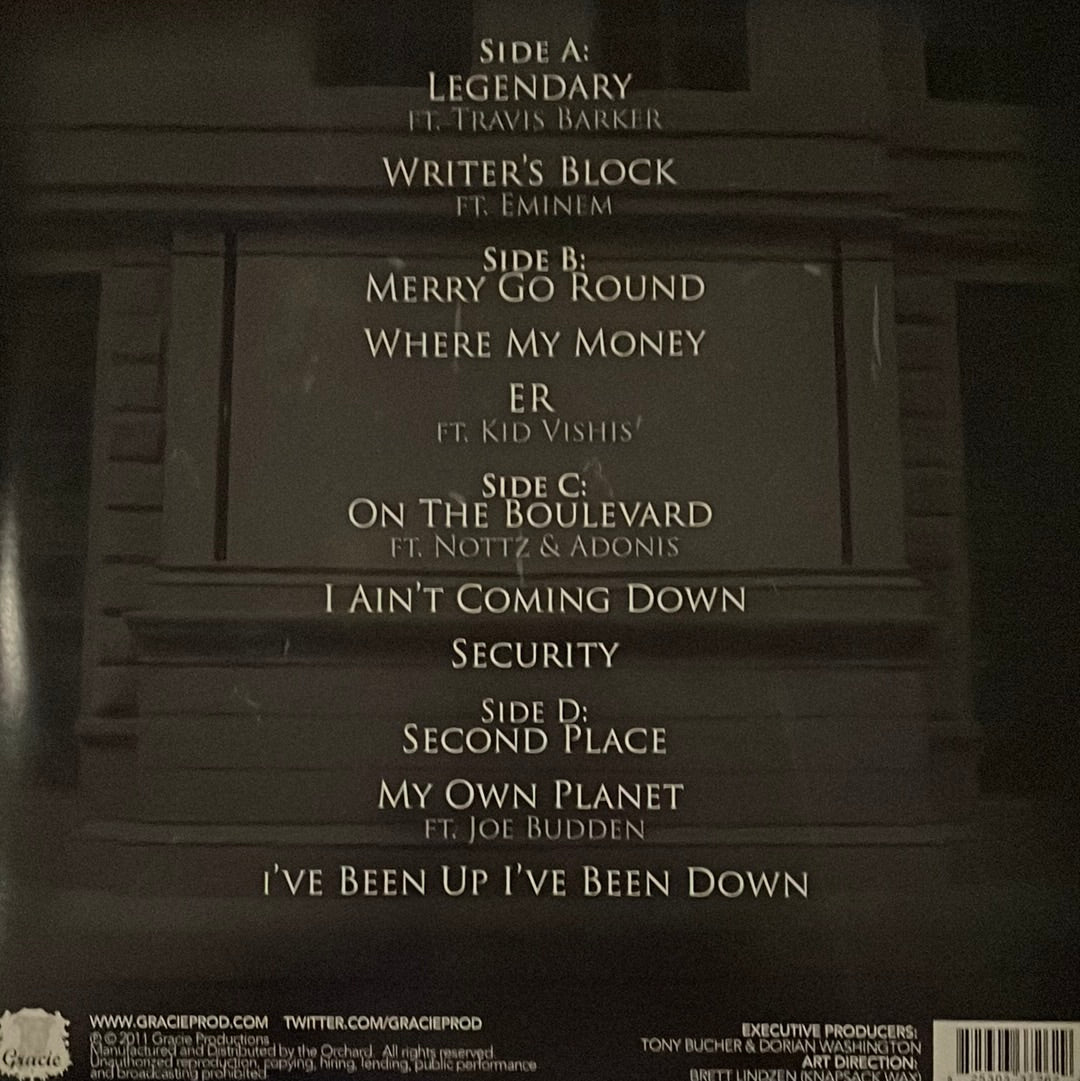 SIDE A:
LEGENDARY
FT. TRAVIS BARKER
WRITER'S BLOCK
FT. EMINEM
SIDE B:
MERRY GO ROUND
WHERE MY MONEY
ER
FT. KID VISHIS
SIDE C:
ON THE BOULEVARD
FT. NOTTZ & ADONIS
I AIN'T COMING DOWN
SECURITY
SIDE D:
SECOND PLACE
MY OWN PLANET
FT. JOE BUDDEN
I'VE BEEN UP I'VE BEEN DOWN
Gracie
WWW.GRACIEPROD.COM TWITTER.COM/GRACIEPROD
℗ © 2011 Gracie Productions
Manufactured and Distributed by the Orchard. All rights reserved.
Unauthorized reproduction, copying, hiring, lending, public performance
and broadcasting prohibited
EXECUTIVE PRODUCERS:
TONY BUCHER & DORIAN WASHINGTON
ART DIRECTION:
BRETT LINDZEN (KNAPSACK WAX)